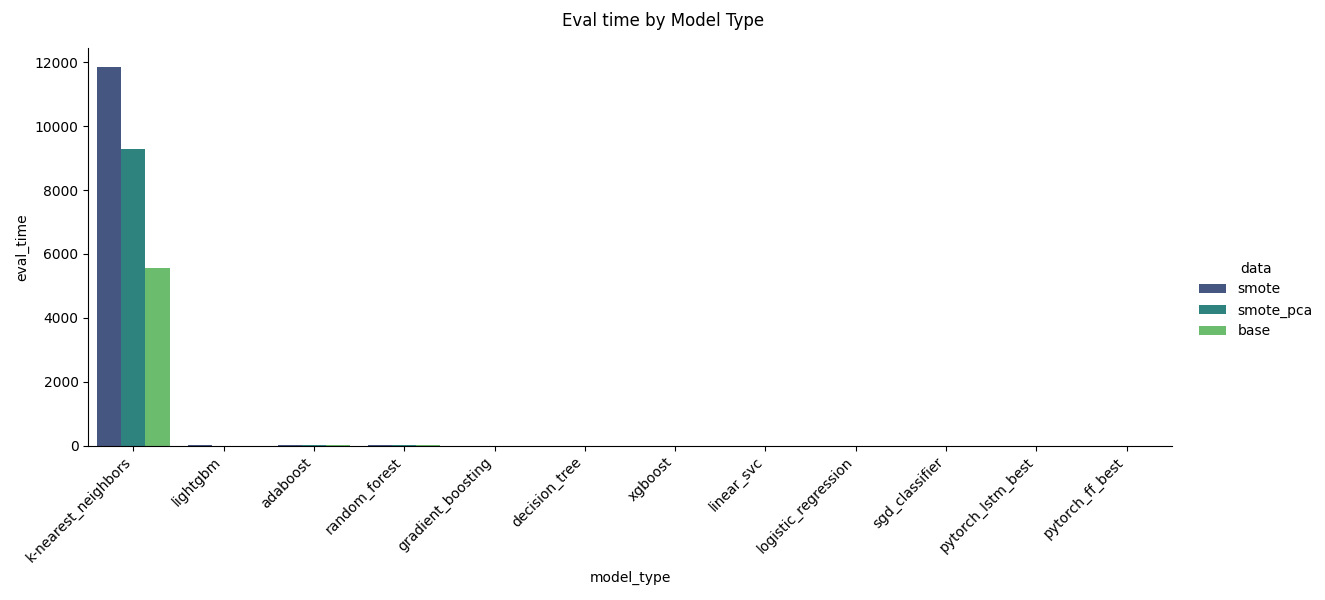 Eval time by Model Type
eval_time
12000
10000
8000
6000
4000
2000
0
k-nearest_neighbors
lightgbm
adaboost
random_forest
gradient_boosting
decision_tree
xgboost
linear_svc
logistic_regression
sgd_classifier
pytorch_lstm_best
pytorch_ff_best
model_type
data
smote
smote_pca
base